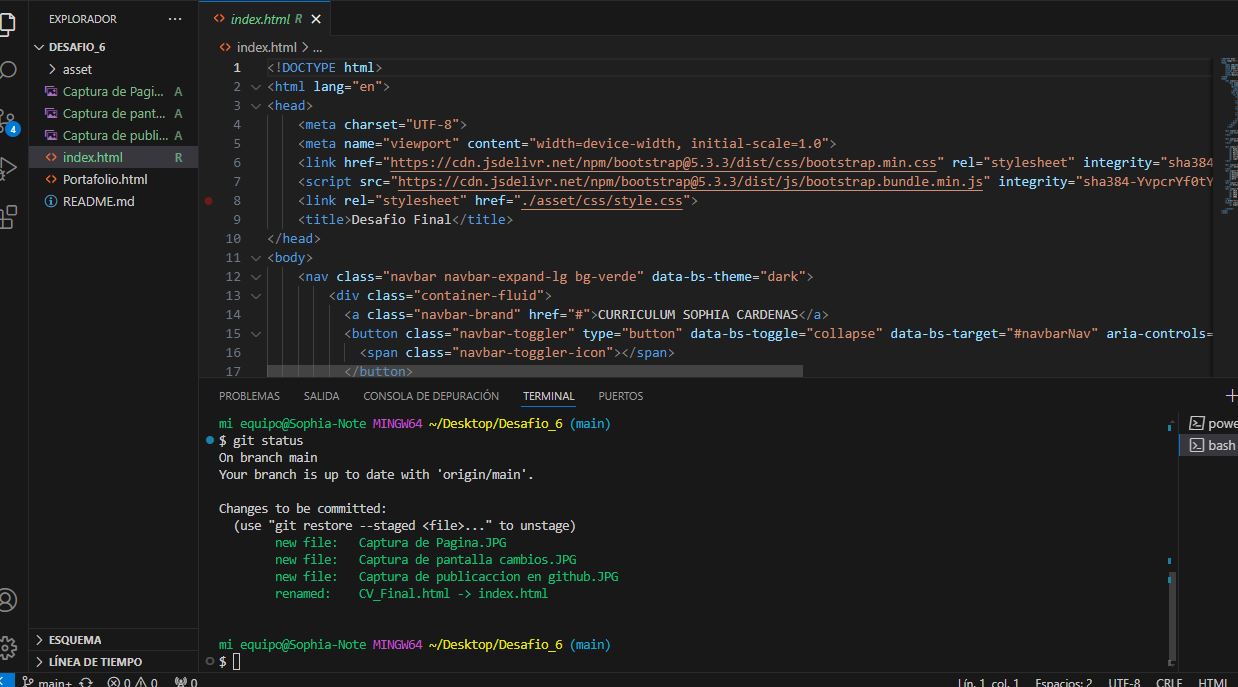 EXPLORADOR ...
DESAFIO_6
asset
Captura de Pagi... A
Captura de pant... A
Captura de publi... A
index.html R
Portafolio.html
README.md
ESQUEMA
LÍNEA DE TIEMPO
4
index.html R
index.html > ...
1 <!DOCTYPE html>
2 <html lang="en">
3 <head>
4 <meta charset="UTF-8">
5 <meta name="viewport" content="width=device-width, initial-scale=1.0">
6 <link href="https://cdn.jsdelivr.net/npm/bootstrap@5.3.3/dist/css/bootstrap.min.css" rel="stylesheet" integrity="sha384
7 <script src="https://cdn.jsdelivr.net/npm/bootstrap@5.3.3/dist/js/bootstrap.bundle.min.js" integrity="sha384-YvpcrYf0tY
8 <link rel="stylesheet" href="./asset/css/style.css">
9 <title>Desafio Final</title>
10 </head>
11 <body>
12 <nav class="navbar navbar-expand-lg bg-verde" data-bs-theme="dark">
13 <div class="container-fluid">
14 <a class="navbar-brand" href="#">CURRICULUM SOPHIA CARDENAS</a>
15 <button class="navbar-toggler" type="button" data-bs-toggle="collapse" data-bs-target="#navbarNav" aria-controls=
16 <span class="navbar-toggler-icon"></span>
17 </button>
PROBLEMAS SALIDA CONSOLA DE DEPURACIÓN TERMINAL PUERTOS
mi equipo@Sophia-Note MINGW64 ~/Desktop/Desafio_6 (main)
$ git status
On branch main
Your branch is up to date with 'origin/main'.
Changes to be committed:
(use "git restore --staged <file>..." to unstage)
new file: Captura de Pagina.JPG
new file: Captura de pantalla cambios.JPG
new file: Captura de publicaccion en github.JPG
renamed: CV_Final.html -> index.html
mi equipo@Sophia-Note MINGW64 ~/Desktop/Desafio_6 (main)
$
powe
bash
main+ 0 0 0 Lín. 1, col. 1 Espacios: 2 UTF-8 CRLF HTML